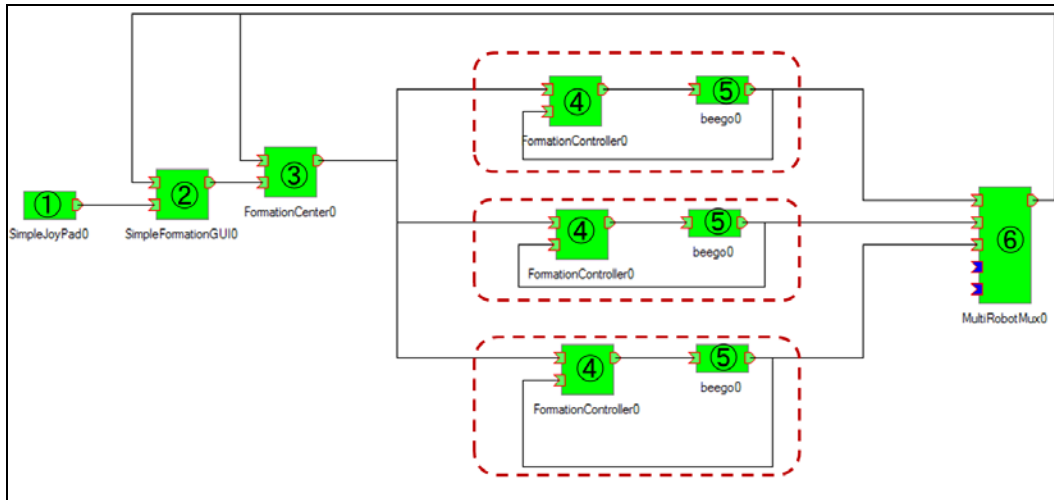 ④
⑤
FormationController0
beego0
③
FormationCenter0
①
②
SimpleJoyPad0
SimpleFormationGUI0
④
⑤
FormationController0
beego0
⑥
MultiRobotMux0
④
⑤
FormationController0
beego0